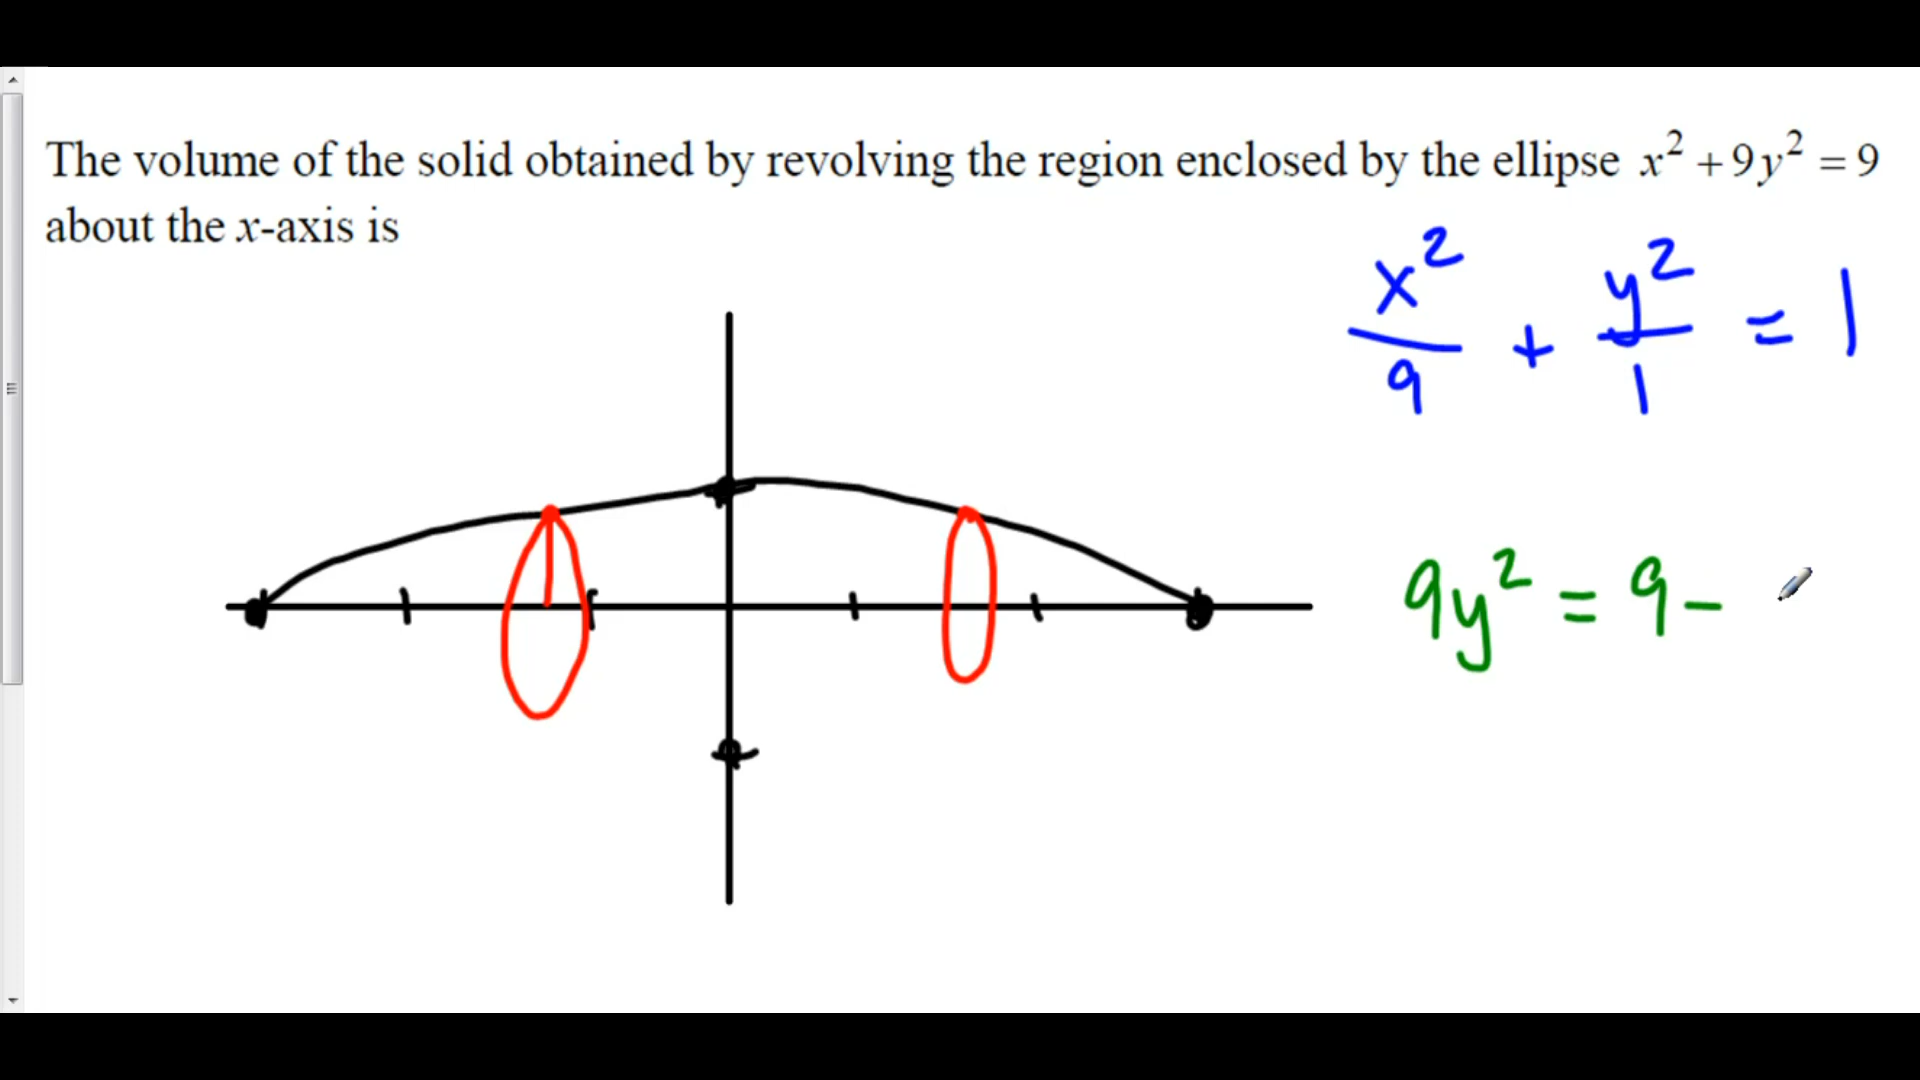 The volume of the solid obtained by revolving the region enclosed by the ellipse x² + 9y² = 9
about the x-axis is
x²/9 + y²/1 = 1
9y² = 9 –